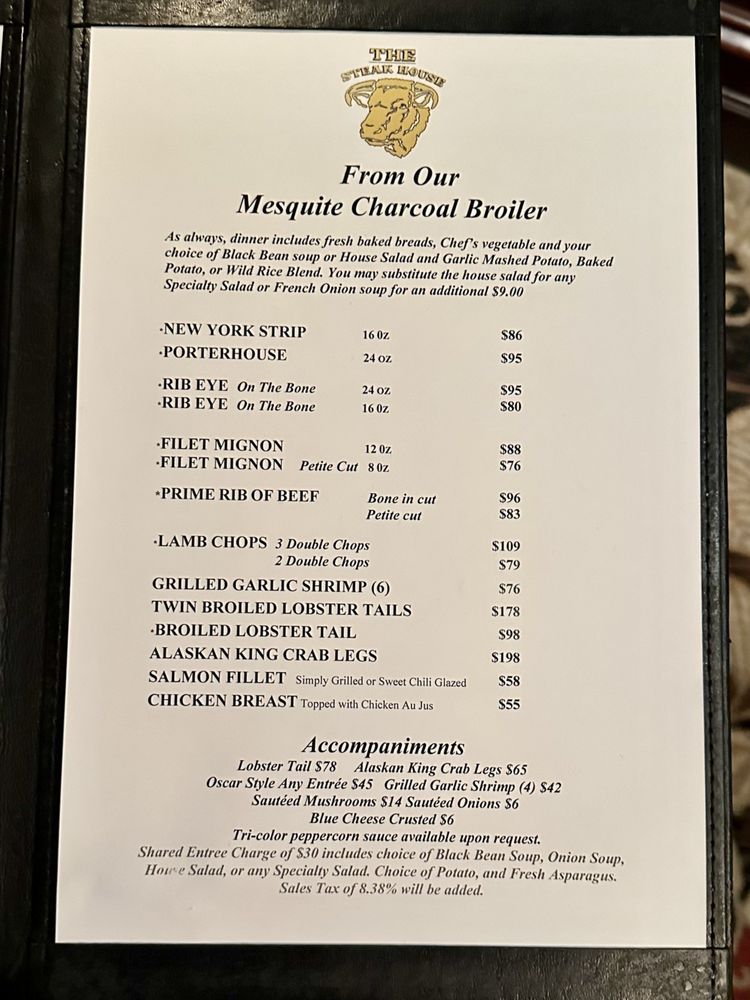 THE
STEAK HOUSE
From Our
Mesquite Charcoal Broiler
As always, dinner includes fresh baked breads, Chef's vegetable and your
choice of Black Bean soup or House Salad and Garlic Mashed Potato, Baked
Potato, or Wild Rice Blend. You may substitute the house salad for any
Specialty Salad or French Onion soup for an additional $9.00
*NEW YORK STRIP 16 0Z $86
*PORTERHOUSE 24 OZ $95
*RIB EYE On The Bone 24 OZ $95
*RIB EYE On The Bone 16 0Z $80
*FILET MIGNON 12 0Z $88
*FILET MIGNON Petite Cut 8 0Z $76
*PRIME RIB OF BEEF Bone in cut $96
Petite cut $83
*LAMB CHOPS 3 Double Chops $109
2 Double Chops $79
GRILLED GARLIC SHRIMP (6) $76
TWIN BROILED LOBSTER TAILS $178
*BROILED LOBSTER TAIL $98
ALASKAN KING CRAB LEGS $198
SALMON FILLET Simply Grilled or Sweet Chili Glazed $58
CHICKEN BREAST Topped with Chicken Au Jus $55
Accompaniments
Lobster Tail $78 Alaskan King Crab Legs $65
Oscar Style Any Entrée $45 Grilled Garlic Shrimp (4) $42
Sautéed Mushrooms $14 Sautéed Onions $6
Blue Cheese Crusted $6
Tri-color peppercorn sauce available upon request.
Shared Entree Charge of $30 includes choice of Black Bean Soup, Onion Soup,
House Salad, or any Specialty Salad. Choice of Potato, and Fresh Asparagus.
Sales Tax of 8.38% will be added.